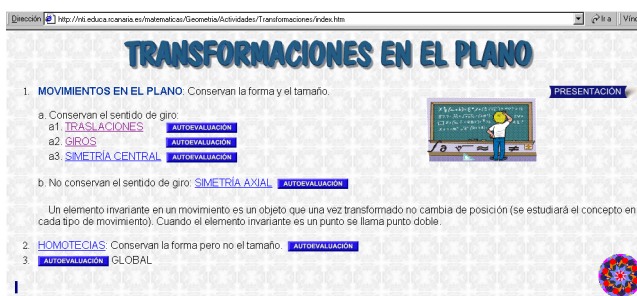 Dirección http://nti.educa.rcanaria.es/matematicas/Geometria/Actividades/Transformaciones/index.htm Ir a Vínc
TRANSFORMACIONES EN EL PLANO
1. MOVIMIENTOS EN EL PLANO: Conservan la forma y el tamaño.
PRESENTACIÓN
a. Conservan el sentido de giro:
a1. TRASLACIONES AUTOEVALUACIÓN
a2. GIROS AUTOEVALUACIÓN
a3. SIMETRÍA CENTRAL AUTOEVALUACIÓN
b. No conservan el sentido de giro: SIMETRÍA AXIAL AUTOEVALUACIÓN
Un elemento invariante en un movimiento es un objeto que una vez transformado no cambia de posición (se estudiará el concepto en
cada tipo de movimiento). Cuando el elemento invariante es un punto se llama punto doble.
2. HOMOTECIAS: Conservan la forma pero no el tamaño. AUTOEVALUACIÓN
3. AUTOEVALUACIÓN GLOBAL